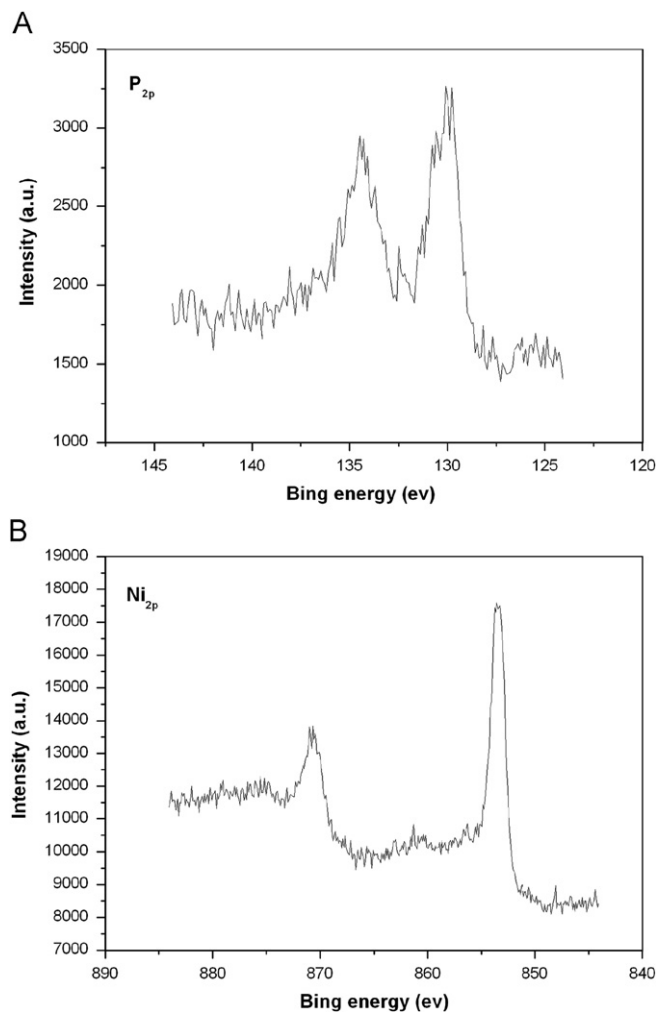 A
3500
P2p
3000
2500
2000
1500
1000
Intensity (a.u.)
145 140 135 130 125 120
Bing energy (ev)
B
19000
18000
Ni2p
17000
16000
15000
14000
13000
12000
11000
10000
9000
8000
7000
Intensity (a.u.)
890 880 870 860 850 840
Bing energy (ev)